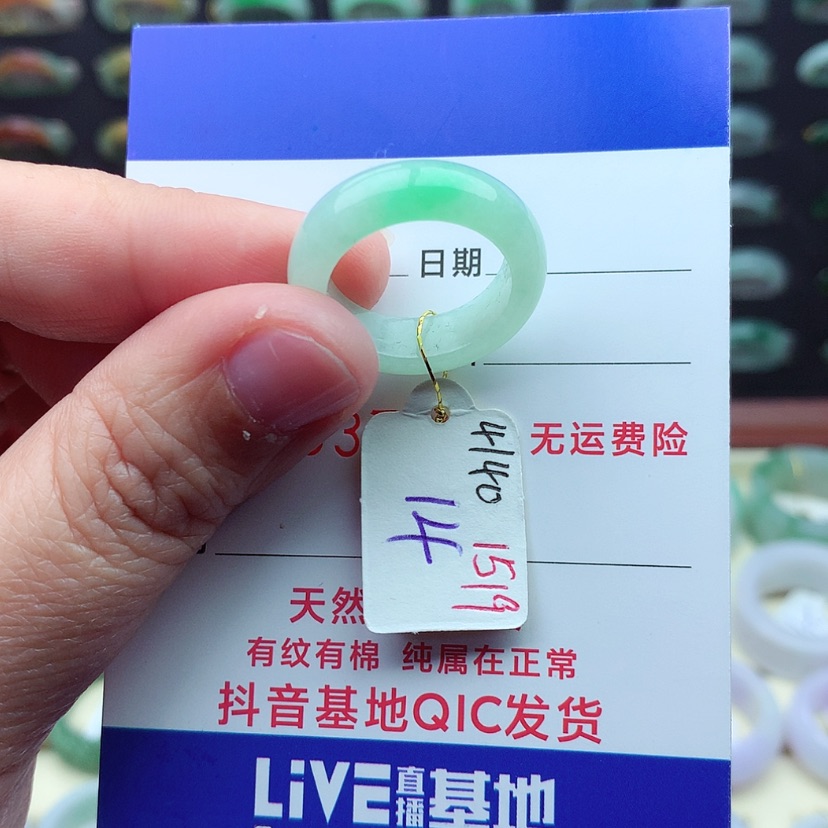 日期
无运费险
4140
14
1519
天然
有纹有棉 纯属在正常
抖音基地QIC发货
LiVE直播基地